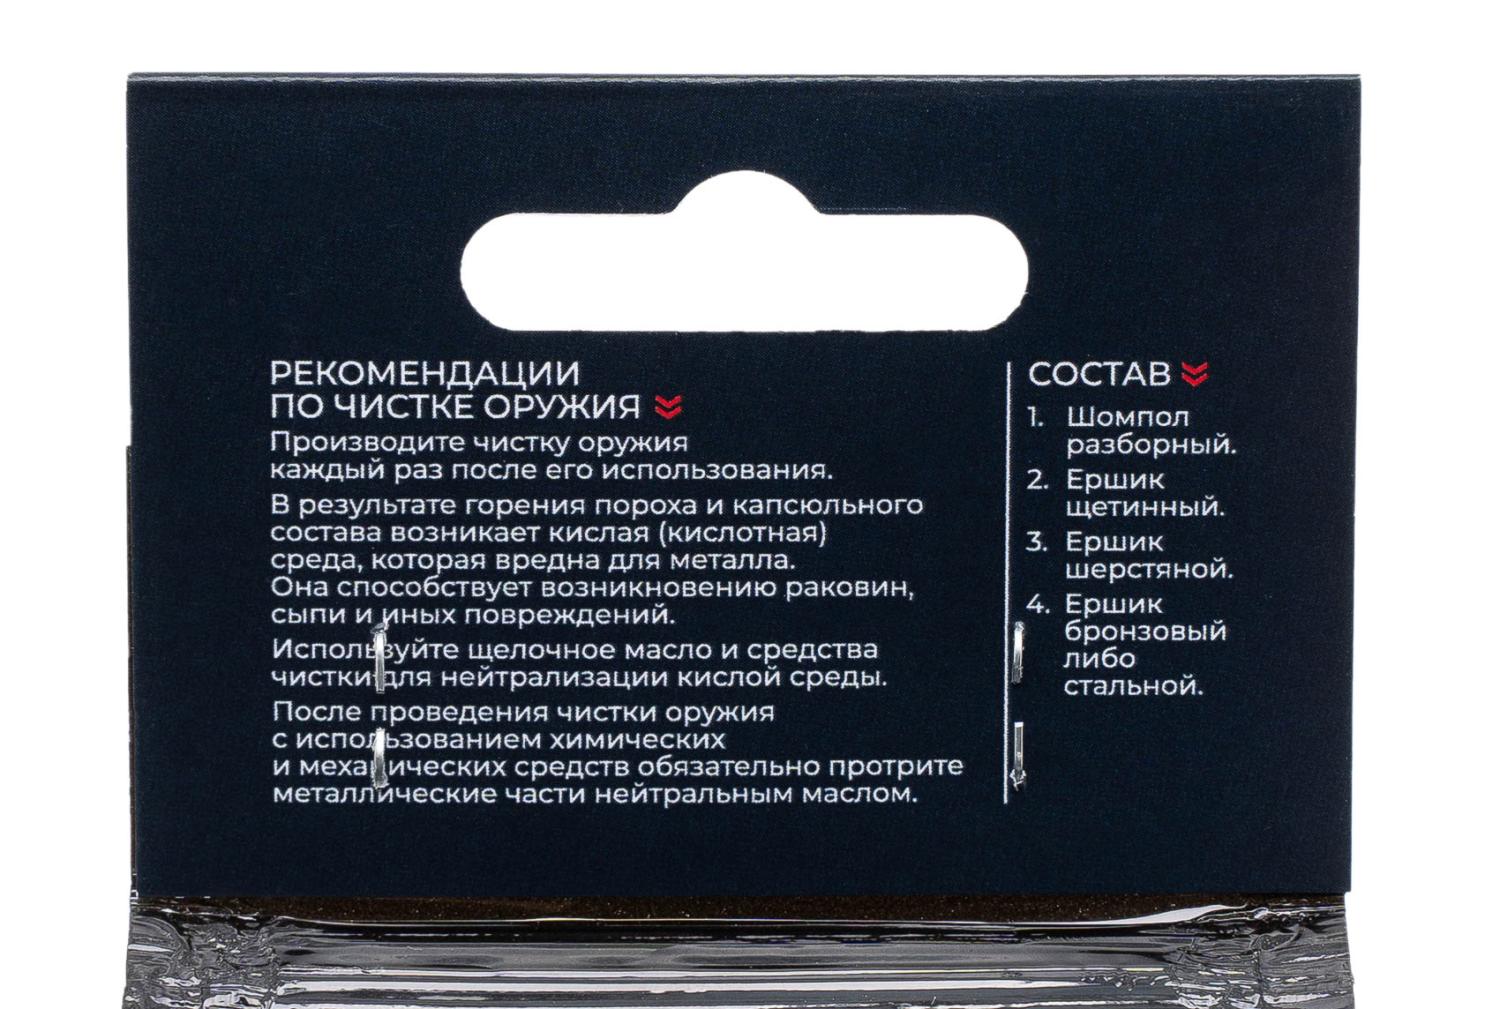 РЕКОМЕНДАЦИИ
ПО ЧИСТКЕ ОРУЖИЯ
Производите чистку оружия
каждый раз после его использования.
В результате горения пороха и капсюльного
состава возникает кислая (кислотная)
среда, которая вредна для металла.
Она способствует возникновению раковин,
сыпи и иных повреждений.
Используйте щелочное масло и средства
чистки для нейтрализации кислой среды.
После проведения чистки оружия
с использованием химических
и механических средств обязательно протрите
металлические части нейтральным маслом.
СОСТАВ
1. Шомпол
разборный.
2. Ершик
щетинный.
3. Ершик
шерстяной.
4. Ершик
бронзовый
либо
стальной.